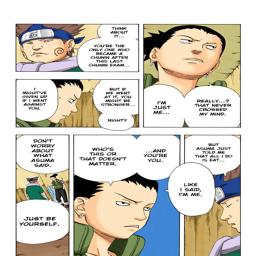 THINK
ABOUT
IT...
YOU'RE THE
ONLY ONE WHO
BECAME A
CHUNIN AFTER
THIS LAST
CHUNIN EXAM...
I
MIGHT'VE
GIVEN UP
IF I WENT
AGAINST
YOU.
BUT IF
WE WENT
AT IT, YOU
MIGHT BE
STRONGER...
I'M
JUST
ME...
REALLY...?
THAT NEVER
CROSSED
MY MIND.
DON'T
WORRY
ABOUT
WHAT
ASUMA
SAID.
JUST BE
YOURSELF.
WHO'S
THIS OR
THAT DOESN'T
MATTER.
...AND
YOU'RE
YOU.
LIKE
I SAID,
I'M ME.
BUT
ASUMA JUST
TOLD ME
THAT ALL I DO
IS EAT...